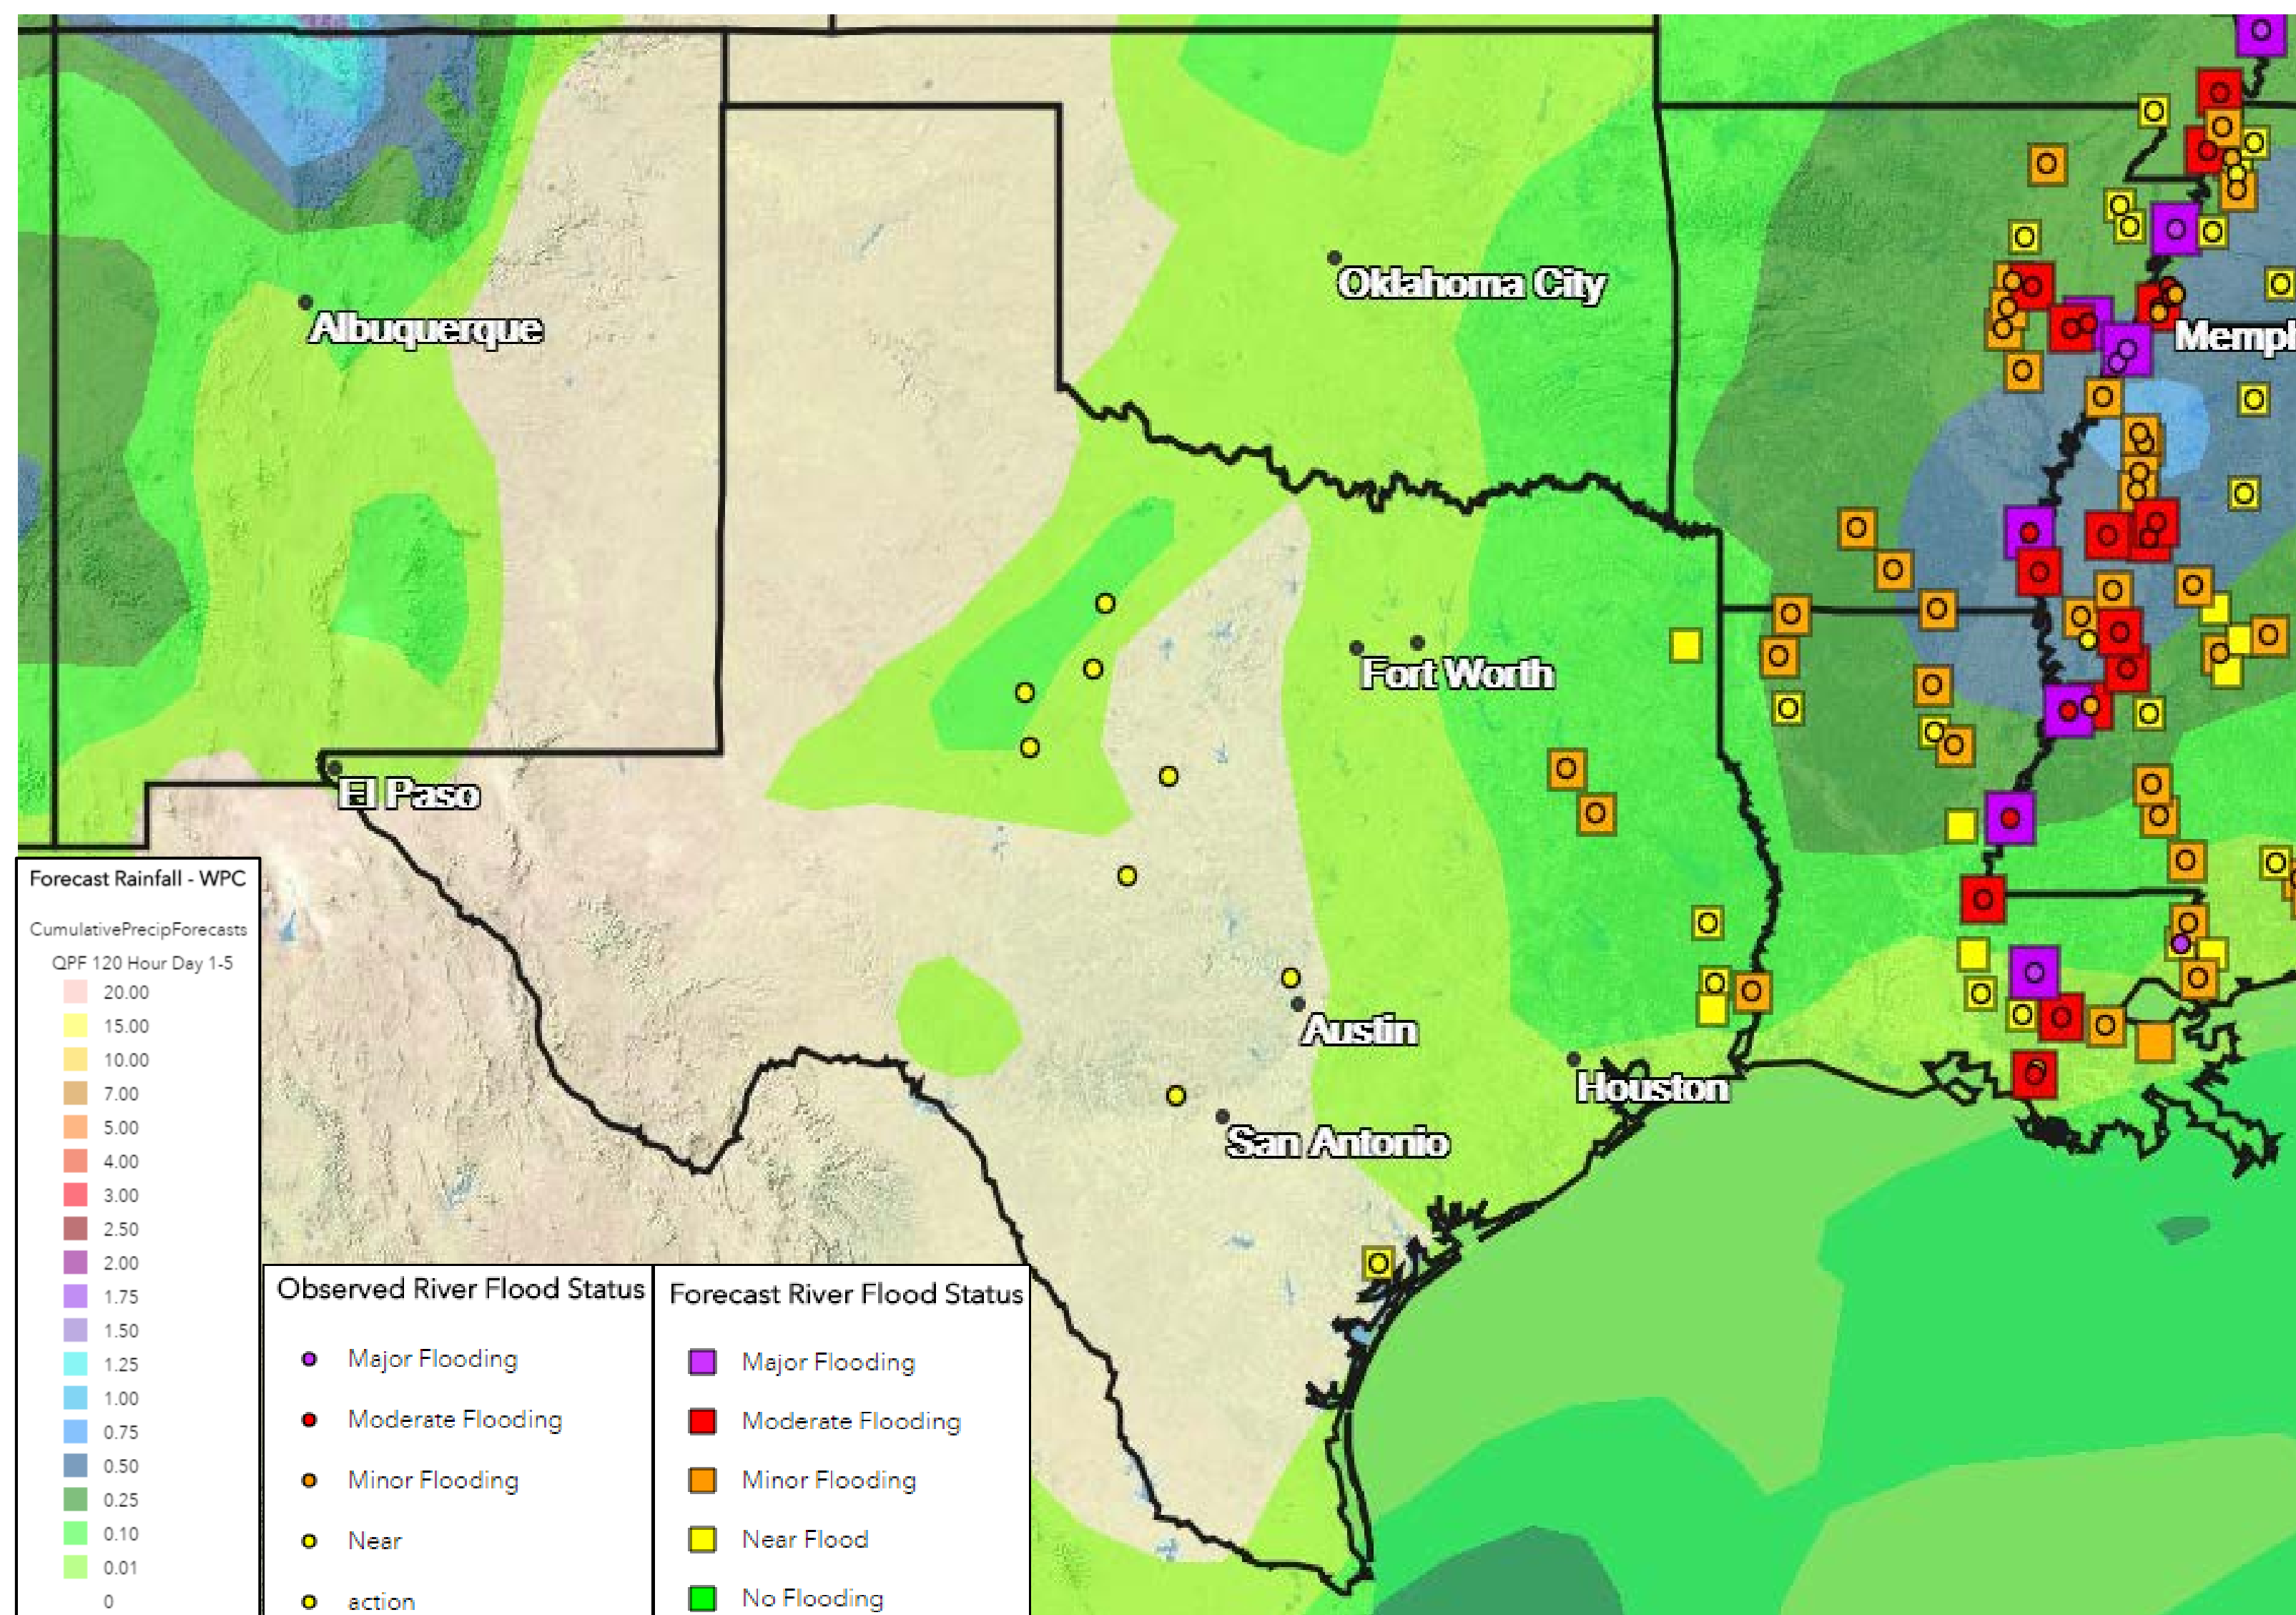 Oklahoma City
Albuquerque
Memph
Fort Worth
El Paso
Austin
Houston
San Antonio
Forecast Rainfall - WPC
CumulativePrecipForecasts
QPF 120 Hour Day 1-5
20.00
15.00
10.00
7.00
5.00
4.00
3.00
2.50
2.00
1.75
1.50
1.25
1.00
0.75
0.50
0.25
0.10
0.01
0
Observed River Flood Status
Major Flooding
Moderate Flooding
Minor Flooding
Near
action
Forecast River Flood Status
Major Flooding
Moderate Flooding
Minor Flooding
Near Flood
No Flooding